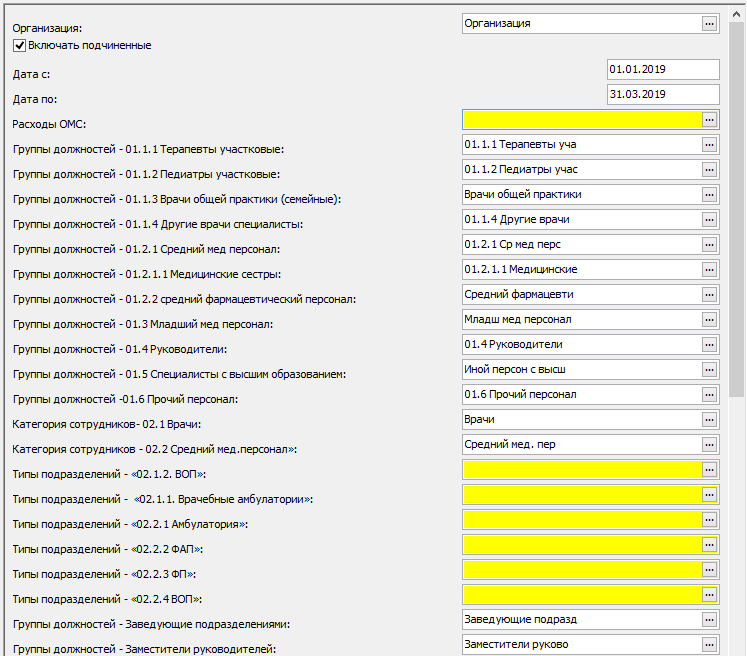 Организация: Организация ...
Включать подчиненные
Дата с: 01.01.2019
Дата по: 31.03.2019
Расходы ОМС: ...
Группы должностей - 01.1.1 Терапевты участковые: 01.1.1 Терапевты уча ...
Группы должностей - 01.1.2 Педиатры участковые: 01.1.2 Педиатры учас ...
Группы должностей - 01.1.3 Врачи общей практики (семейные): Врачи общей практики ...
Группы должностей - 01.1.4 Другие врачи специалисты: 01.1.4 Другие врачи ...
Группы должностей - 01.2.1 Средний мед персонал: 01.2.1 Ср мед перс ...
Группы должностей - 01.2.1.1 Медицинские сестры: 01.2.1.1 Медицинские ...
Группы должностей - 01.2.2 средний фармацевтический персонал: Средний фармацевти ...
Группы должностей - 01.3 Младший мед персонал: Младш мед персонал ...
Группы должностей - 01.4 Руководители: 01.4 Руководители ...
Группы должностей - 01.5 Специалисты с высшим образованием: Иной персон с высш ...
Группы должностей -01.6 Прочий персонал: 01.6 Прочий персонал ...
Категория сотрудников- 02.1 Врачи: Врачи ...
Категория сотрудников - 02.2 Средний мед.персонал»: Средний мед. пер ...
Типы подразделений - «02.1.2. ВОП»: ...
Типы подразделений - «02.1.1. Врачебные амбулатории»: ...
Типы подразделений - «02.2.1 Амбулатория»: ...
Типы подразделений - «02.2.2 ФАП»: ...
Типы подразделений - «02.2.3 ФП»: ...
Типы подразделений - «02.2.4 ВОП»: ...
Группы должностей - Заведующие подразделениями: Заведующие подразд ...
Группы должностей - Заместители руководителей: Заместители руково ...